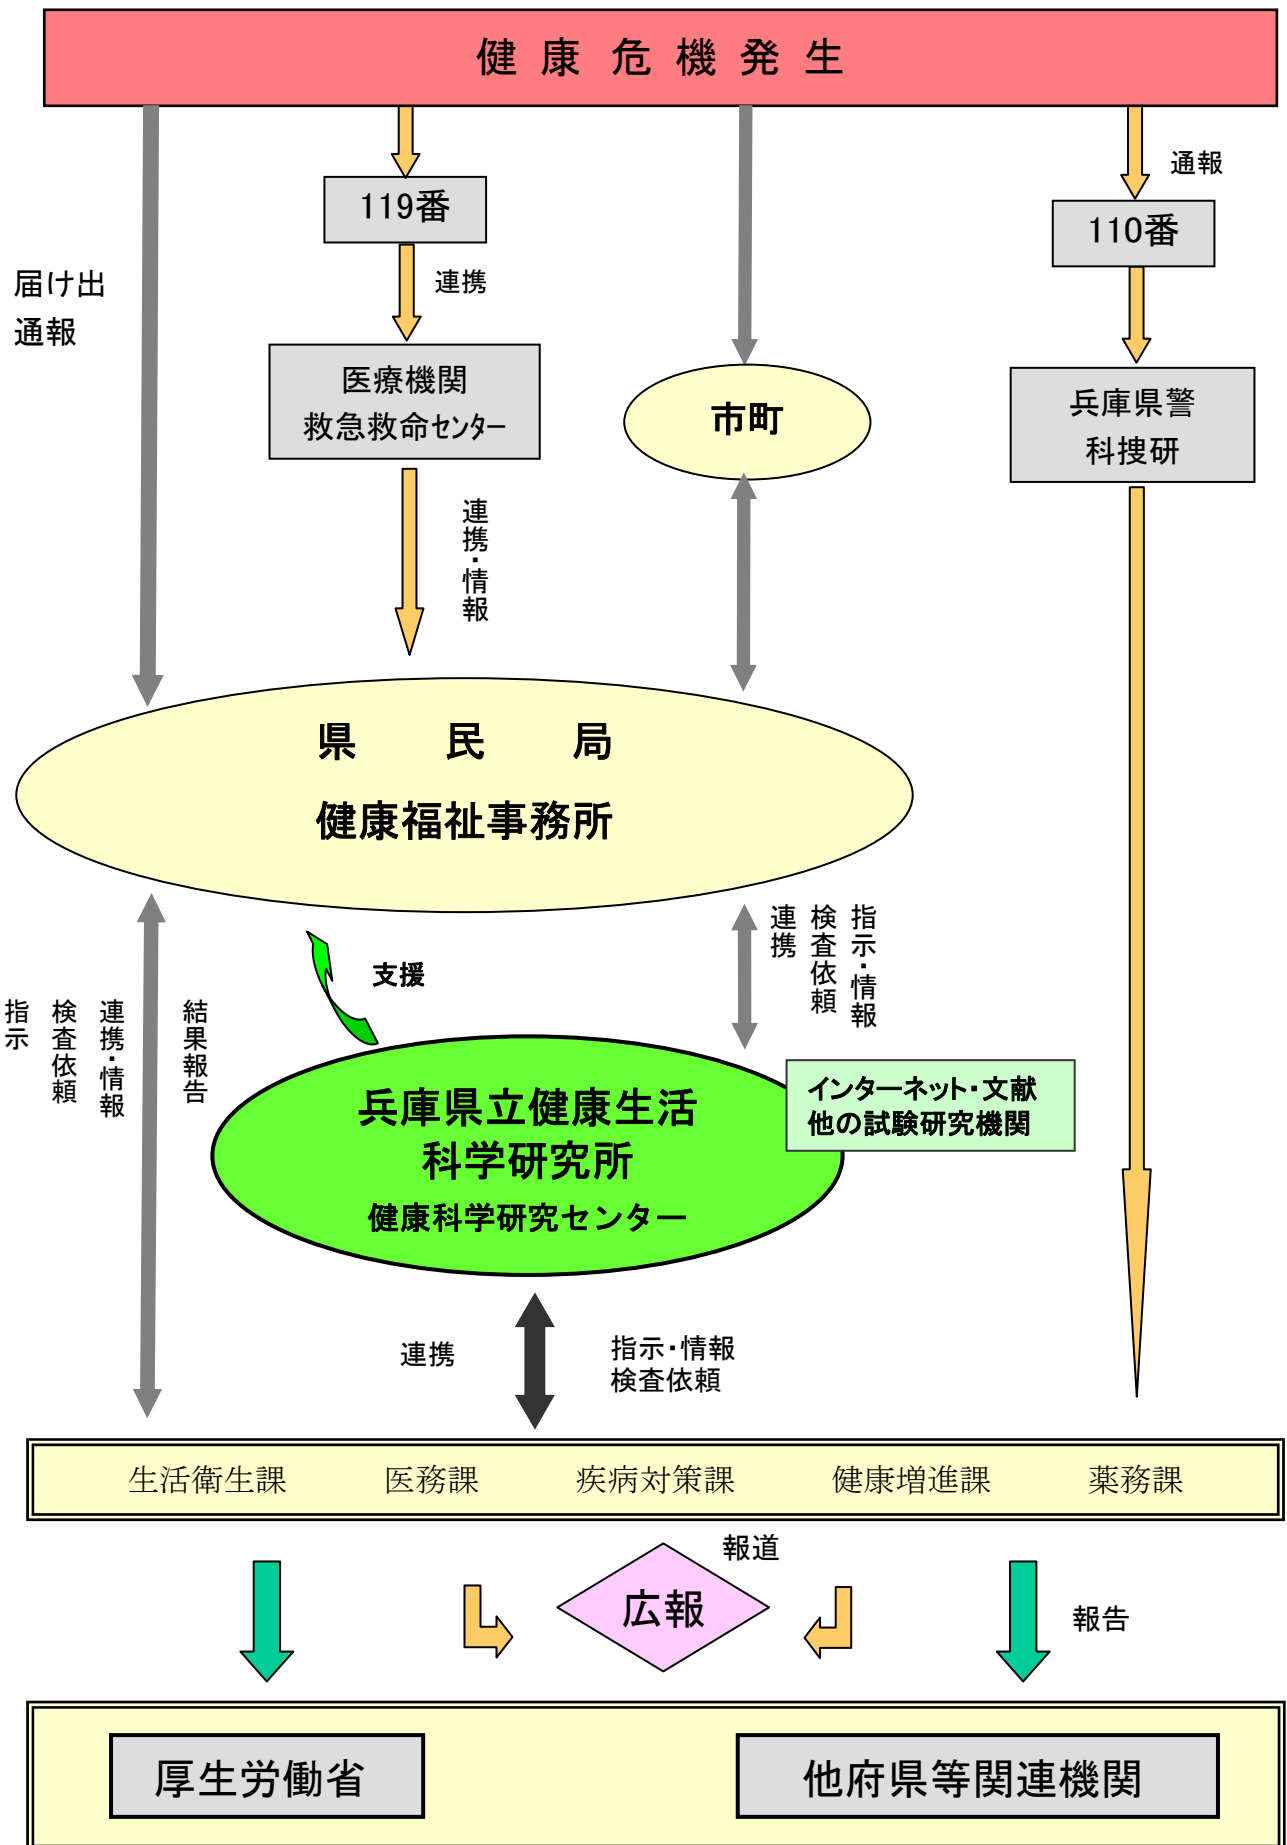 健康危機発生
通報
119番
110番
届け出
通報
連携
医療機関
救急救命センター
市町
兵庫県警
科捜研
連携・情報
県民局
健康福祉事務所
連携
検査依頼
指示・情報
支援
指示
検査依頼
連携・情報
結果報告
兵庫県立健康生活
科学研究所
健康科学研究センター
インターネット・文献
他の試験研究機関
連携
指示・情報
検査依頼
生活衛生課 医務課 疾病対策課 健康増進課 薬務課
報道
広報
報告
厚生労働省
他府県等関連機関